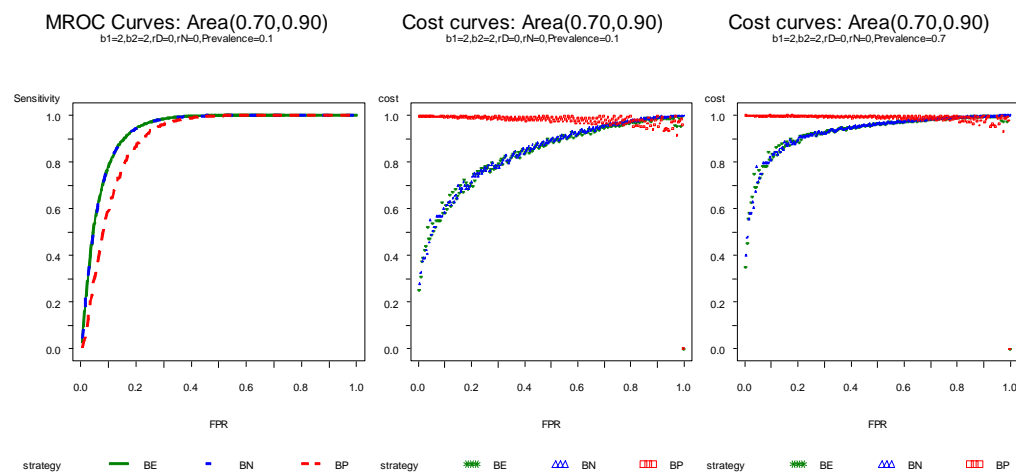 MROC Curves: Area(0.70,0.90)
b1=2,b2=2,rD=0,rN=0,Prevalence=0.1
Sensitivity
1.0
0.8
0.6
0.4
0.2
0.0
0.0 0.2 0.4 0.6 0.8 1.0
FPR
strategy BE BN BP
Cost curves: Area(0.70,0.90)
b1=2,b2=2,rD=0,rN=0,Prevalence=0.1
cost
1.0
0.8
0.6
0.4
0.2
0.0
0.0 0.2 0.4 0.6 0.8 1.0
FPR
strategy BE BN BP
Cost curves: Area(0.70,0.90)
b1=2,b2=2,rD=0,rN=0,Prevalence=0.7
cost
1.0
0.8
0.6
0.4
0.2
0.0
0.0 0.2 0.4 0.6 0.8 1.0
FPR
strategy BE BN BP